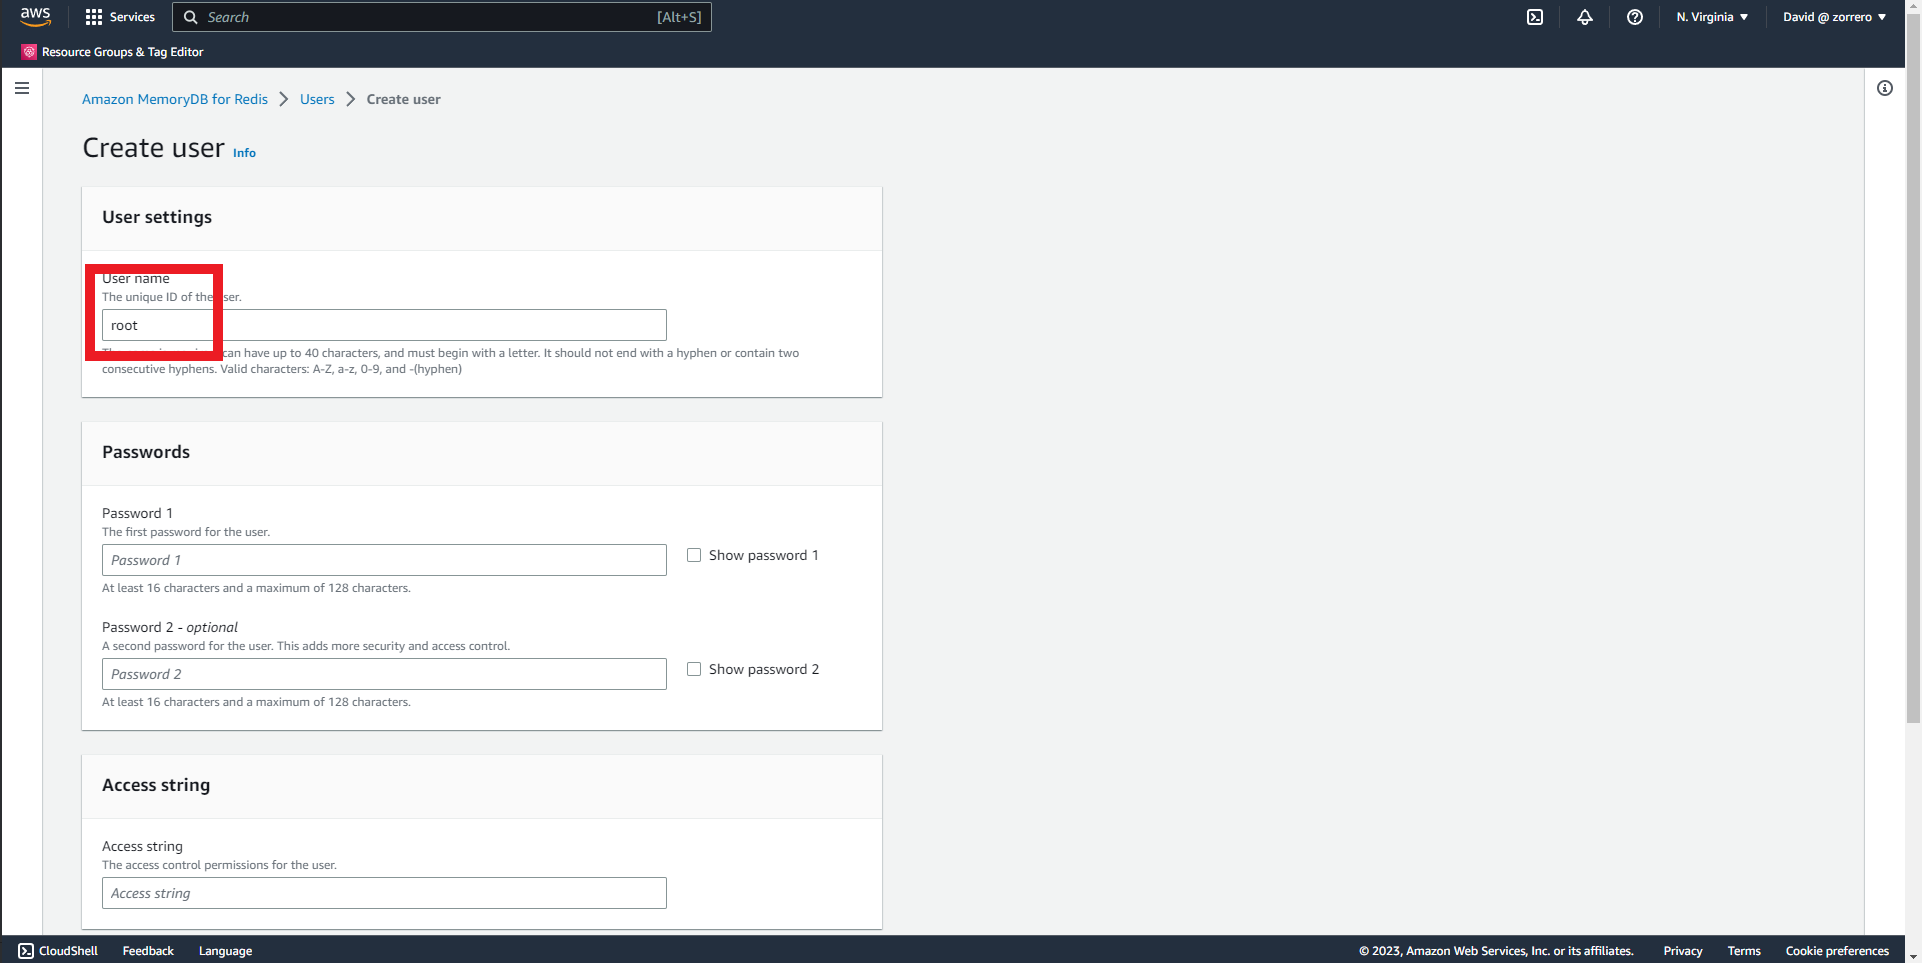 aws
Services
Search
[Alt+S]
N. Virginia
David @ zorrero
Resource Groups & Tag Editor
Amazon MemoryDB for Redis
Users
Create user
Create user Info
User settings
User name
The unique ID of the user.
root
can have up to 40 characters, and must begin with a letter. It should not end with a hyphen or contain two
consecutive hyphens. Valid characters: A-Z, a-z, 0-9, and -(hyphen)
Passwords
Password 1
The first password for the user.
Password 1
Show password 1
At least 16 characters and a maximum of 128 characters.
Password 2 - optional
A second password for the user. This adds more security and access control.
Password 2
Show password 2
At least 16 characters and a maximum of 128 characters.
Access string
Access string
The access control permissions for the user.
Access string
CloudShell
Feedback
Language
© 2023, Amazon Web Services, Inc. or its affiliates.
Privacy
Terms
Cookie preferences